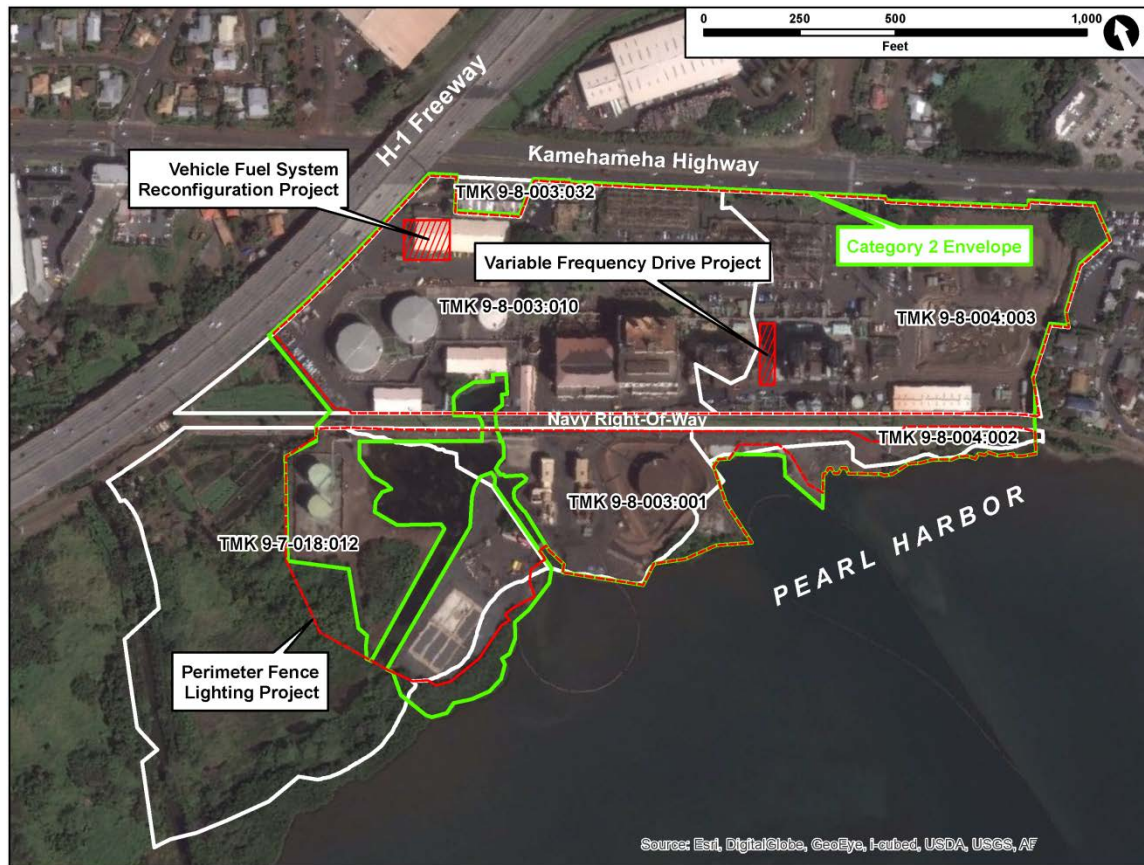 0 250 500 1,000
Feet
H-1 Freeway
Kamehameha Highway
Vehicle Fuel System
Reconfiguration Project
TMK 9-8-003:032
Variable Frequency Drive Project
Category 2 Envelope
TMK 9-8-003:010
TMK 9-8-004:003
Navy Right-Of-Way
TMK 9-8-004:002
TMK 9-8-003:001
TMK 9-7-018:012
PEARL HARBOR
Perimeter Fence
Lighting Project
Source: Esri, DigitalGlobe, GeoEye, i-cubed, USDA, USGS,